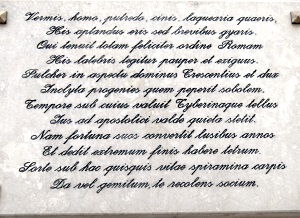 Vermis, homo, putredo, cinis, laquearia quaeris,
His aptandus eris sed brevibus gyaris.
Qui tenuit totam feliciter ordine Romam
His latebris tegitur pauper et exiguus.
Pulcher in aspectu dominus Crescentius et dux
Inclyta progenies quem peperit sobolem.
Tempore sub cuius valuit Tyberinaque tellus
Ius ad apostolici valde quieta stetit.
Nam fortuna suos convertit lusibus annos
Et dedit extremum finis habere tetrum.
Sorte sub hac quisquis vitae spiramina carpis
Da vel gemitum, te recolens socium.